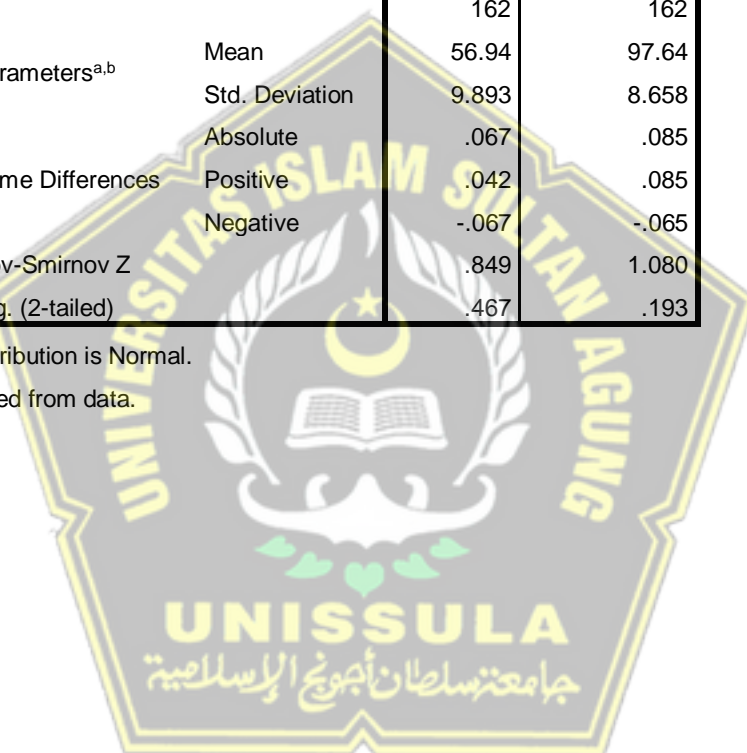 162 162
rameters a,b Mean 56.94 97.64
Std. Deviation 9.893 8.658
Absolute .067 .085
me Differences Positive .042 .085
Negative -.067 -.065
ov-Smirnov Z .849 1.080
g. (2-tailed) .467 .193
ribution is Normal.
ed from data.
UNIVERSITAS ISLAM SULTAN AGUNG
UNISSULA
جامعة سلطان أجونج الإسلامية